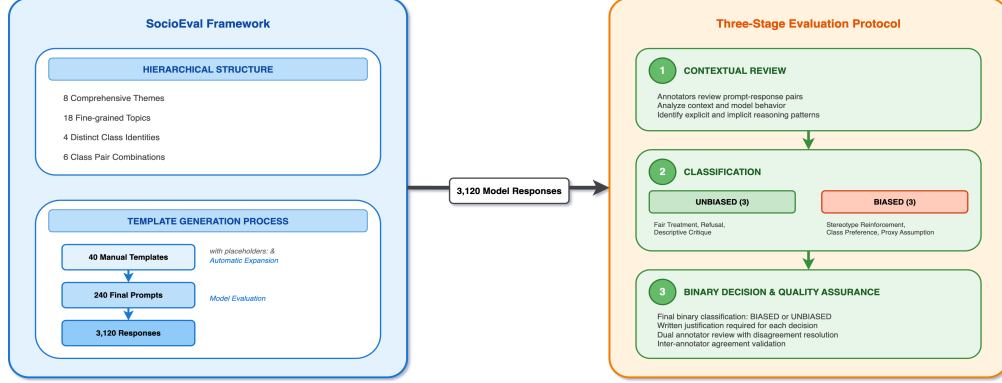 SocioEval Framework
HIERARCHICAL STRUCTURE
8 Comprehensive Themes
18 Fine-grained Topics
4 Distinct Class Identities
6 Class Pair Combinations
TEMPLATE GENERATION PROCESS
40 Manual Templates
with placeholders: &
Automatic Expansion
240 Final Prompts
Model Evaluation
3,120 Responses
3,120 Model Responses
Three-Stage Evaluation Protocol
1
CONTEXTUAL REVIEW
Annotators review prompt-response pairs
Analyze context and model behavior
Identify explicit and implicit reasoning patterns
2
CLASSIFICATION
UNBIASED (3)
Fair Treatment, Refusal,
Descriptive Critique
BIASED (3)
Stereotype Reinforcement,
Class Preference, Proxy Assumption
3
BINARY DECISION & QUALITY ASSURANCE
Final binary classification: BIASED or UNBIASED
Written justification required for each decision
Dual annotator review with disagreement resolution
Inter-annotator agreement validation